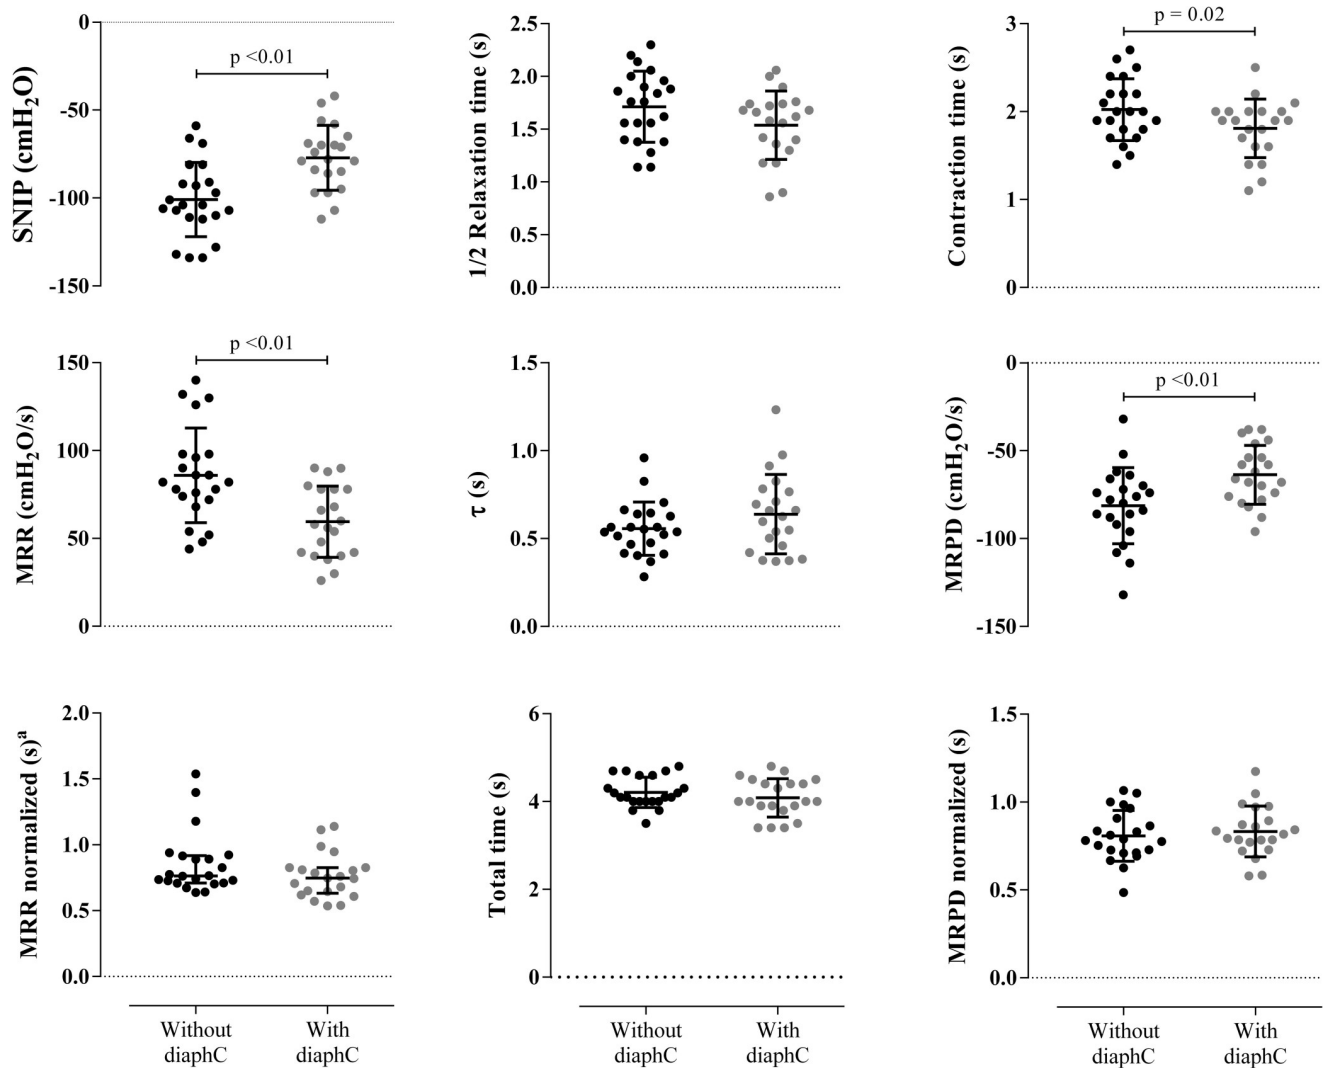 SNIP (cmH₂O)
0
-50
-100
-150
p <0.01
1/2 Relaxation time (s)
2.5
2.0
1.5
1.0
0.5
0.0
Contraction time (s)
3
2
1
0
p = 0.02
MRR (cmH₂O/s)
150
100
50
0
p <0.01
τ (s)
1.5
1.0
0.5
0.0
MRPD (cmH₂O/s)
0
-50
-100
-150
p <0.01
MRR normalized (s)ᵃ
2.0
1.5
1.0
0.5
0.0
Without
diaphC
With
diaphC
Total time (s)
6
4
2
0
Without
diaphC
With
diaphC
MRPD normalized (s)
1.5
1.0
0.5
0.0
Without
diaphC
With
diaphC